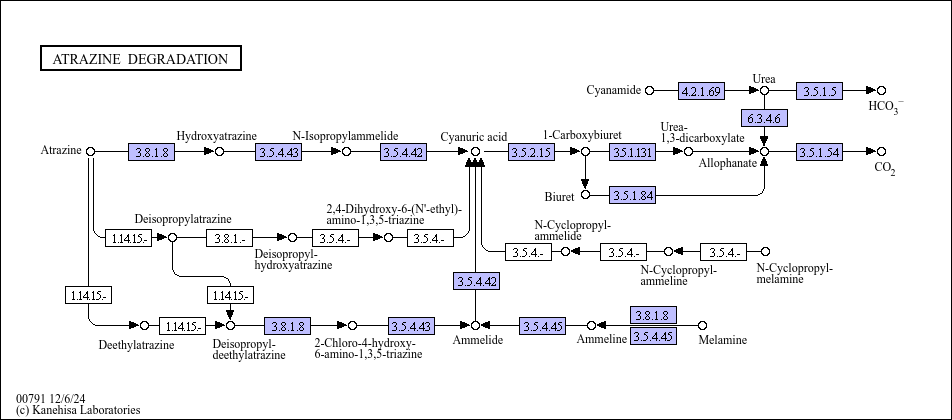 ATRAZINE DEGRADATION
Urea
Cyanamide
4.2.1.69
3.5.1.5
HCO3−
6.3.4.6
Hydroxyatrazine
N-Isopropylammelide
Cyanuric acid
1-Carboxybiuret
Urea-
1,3-dicarboxylate
Atrazine
3.8.1.8
3.5.4.43
3.5.4.42
3.5.2.15
3.5.1.131
Allophanate
3.5.1.54
CO2
Biuret
3.5.1.84
Deisopropylatrazine
2,4-Dihydroxy-6-(N'-ethyl)-
amino-1,3,5-triazine
1.14.15.-
3.8.1.-
3.5.4.-
3.5.4.-
Deisopropyl-
hydroxyatrazine
N-Cyclopropyl-
ammelide
3.5.4.-
3.5.4.-
3.5.4.-
N-Cyclopropyl-
ammeline
N-Cyclopropyl-
melamine
1.14.15.-
1.14.15.-
3.5.4.42
1.14.15.-
3.8.1.8
3.5.4.43
3.5.4.45
3.8.1.8
3.5.4.45
Deethylatrazine
Deisopropyl-
deethylatrazine
2-Chloro-4-hydroxy-
6-amino-1,3,5-triazine
Ammelide
Ammeline
Melamine
00791 12/6/24
(c) Kanehisa Laboratories